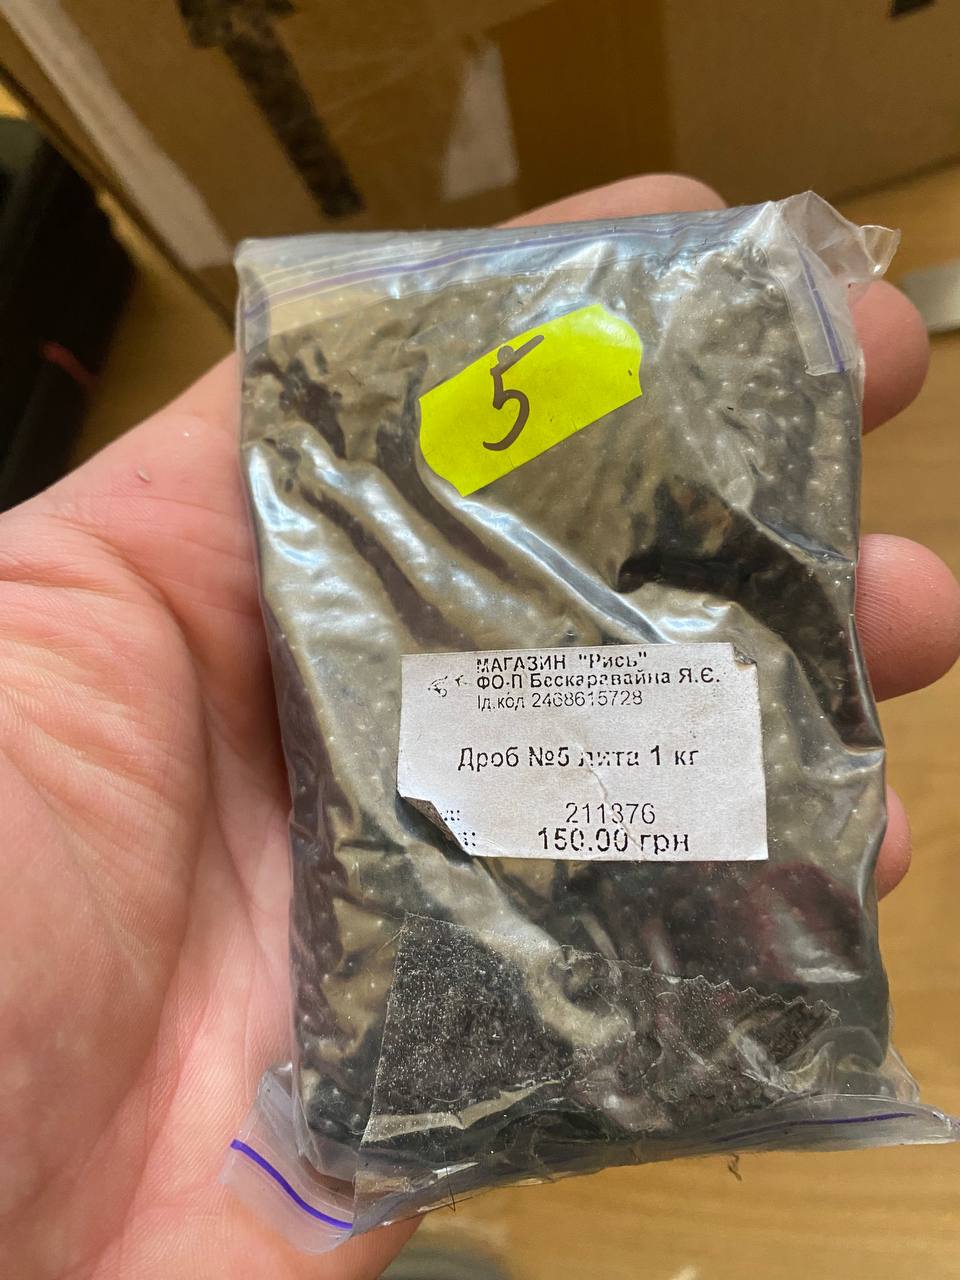 5
МАГАЗИН "Рись"
ФО-П Бескаравайна Я.Є.
Ід.код 2468615728
Дроб №5 лита 1 кг
211376
150.00 грн